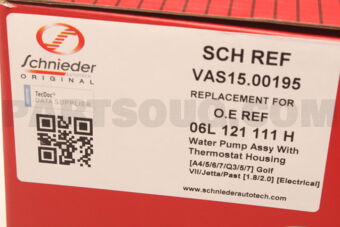 Schnieder
ORIGINAL
TecDoc
DATA SUPPLIER
SCH REF
VAS15.00195
REPLACEMENT FOR
O.E REF
06L 121 111 H
Water Pump Assy With
Thermostat Housing
[A4/5/6/7/Q3/5/7] Golf
VII/Jetta/Past [1.8/2.0] [Electrical]
www.schniederautotech.com
PARTSOUQ.COM